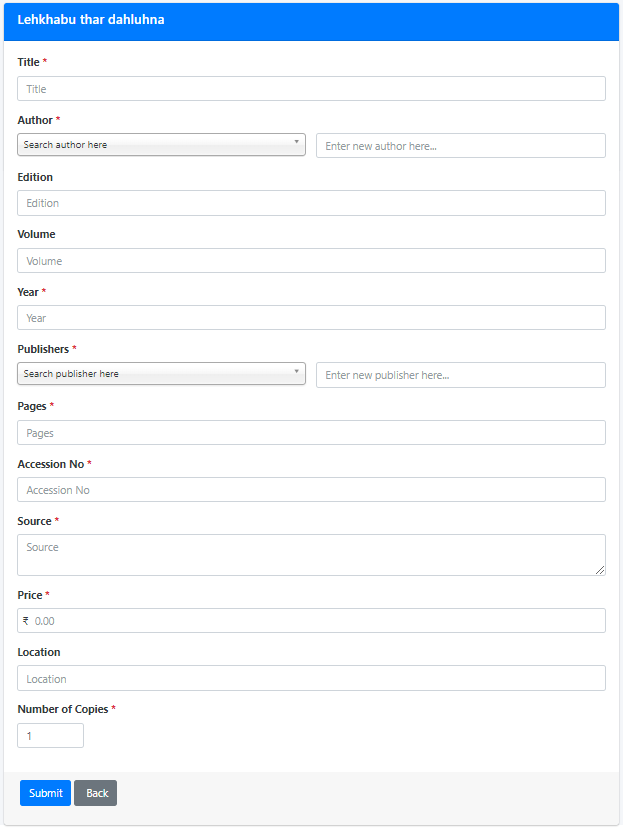 Lehkhabu thar dahluhna
Title *
Title
Author *
Search author here
Enter new author here...
Edition
Edition
Volume
Volume
Year *
Year
Publishers *
Search publisher here
Enter new publisher here...
Pages *
Pages
Accession No *
Accession No
Source *
Source
Price *
₹ 0.00
Location
Location
Number of Copies *
1
Submit Back